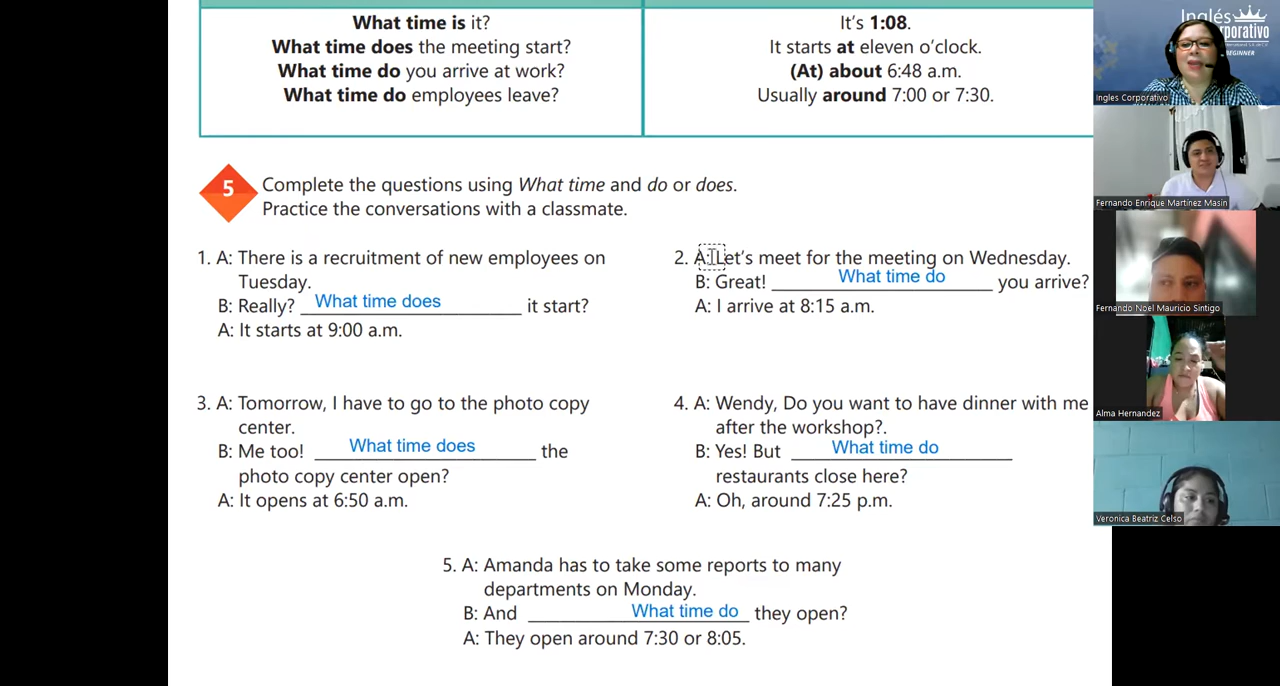 What time is it?
It's 1:08.
What time does the meeting start?
It starts at eleven o'clock.
What time do you arrive at work?
(At) about 6:48 a.m.
What time do employees leave?
Usually around 7:00 or 7:30.
5
Complete the questions using What time and do or does.
Practice the conversations with a classmate.
1. A: There is a recruitment of new employees on
Tuesday.
B: Really? What time does it start?
A: It starts at 9:00 a.m.
2. A: Let's meet for the meeting on Wednesday.
B: Great! What time do you arrive?
A: I arrive at 8:15 a.m.
3. A: Tomorrow, I have to go to the photo copy
center.
B: Me too! What time does the
photo copy center open?
A: It opens at 6:50 a.m.
4. A: Wendy, Do you want to have dinner with me
after the workshop?.
B: Yes! But What time do
restaurants close here?
A: Oh, around 7:25 p.m.
5. A: Amanda has to take some reports to many
departments on Monday.
B: And What time do they open?
A: They open around 7:30 or 8:05.
Inglés
BEGINNER
Ingles Corporativo
Fernando Enrique Martinez Masin
Fernando Noel Mauricio Sintigo
Alma Hernandez
Veronica Beatriz Celso